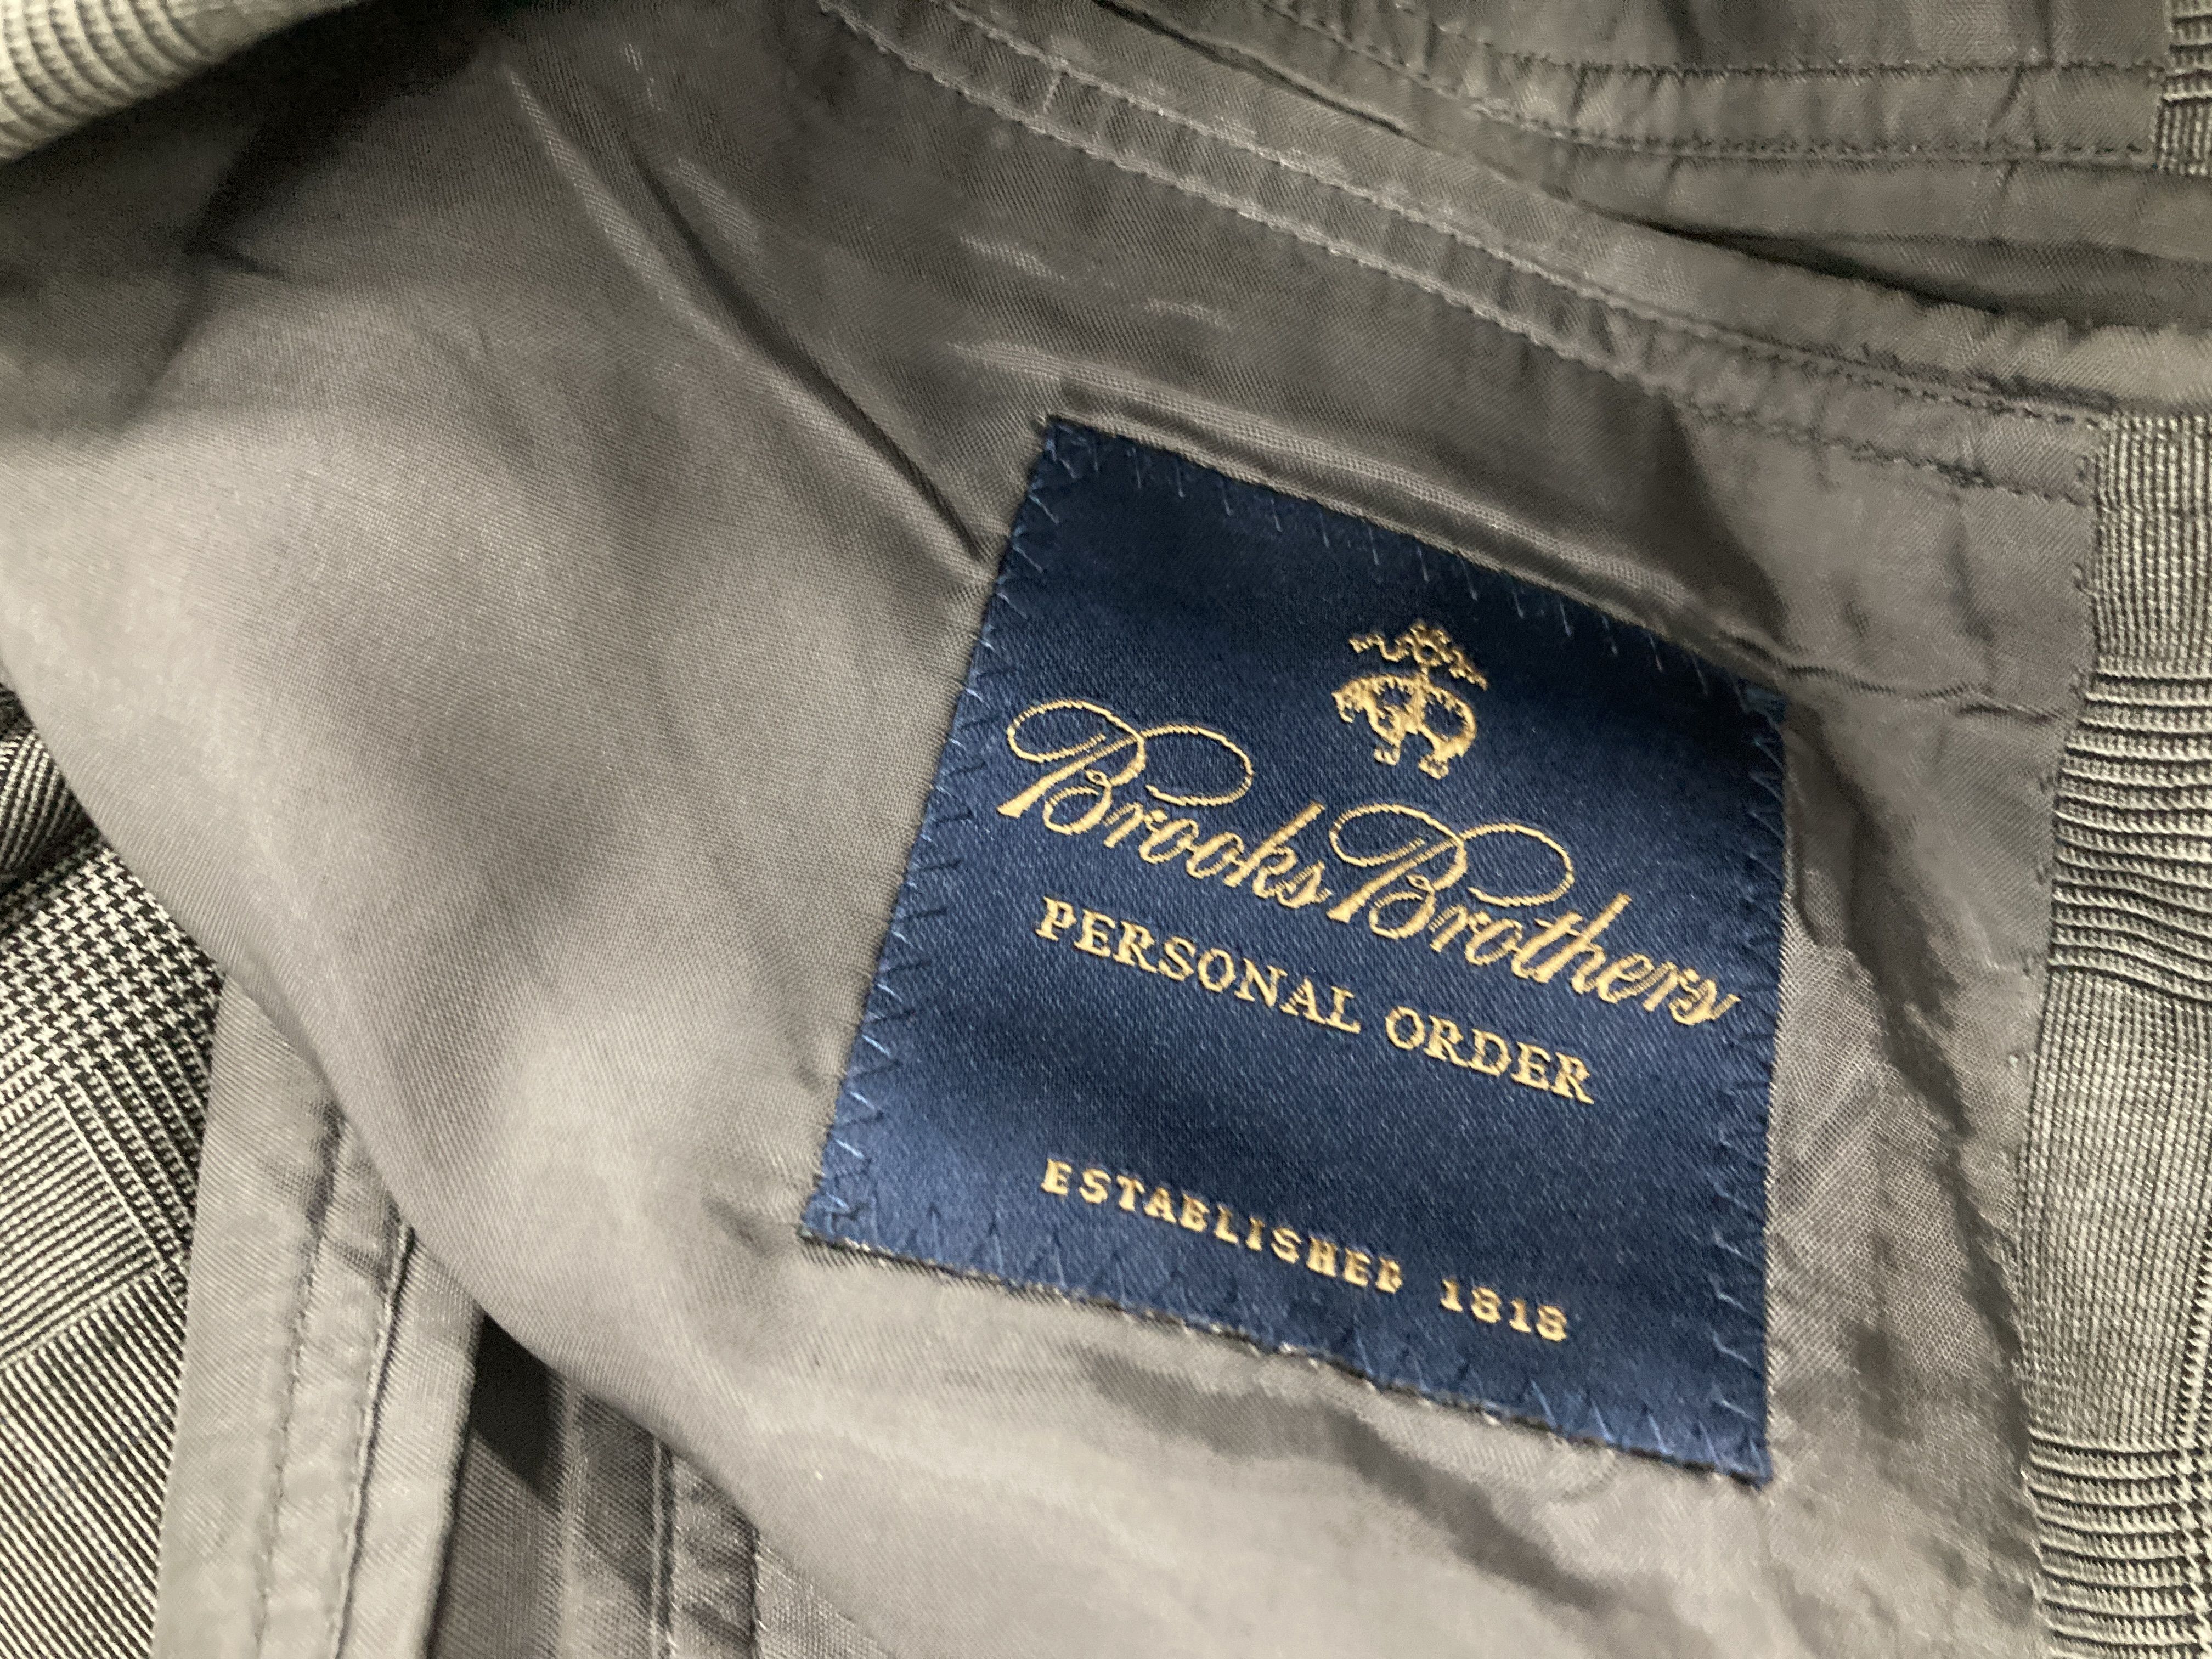 Brooks Brothers
PERSONAL ORDER
ESTABLISHED 1818